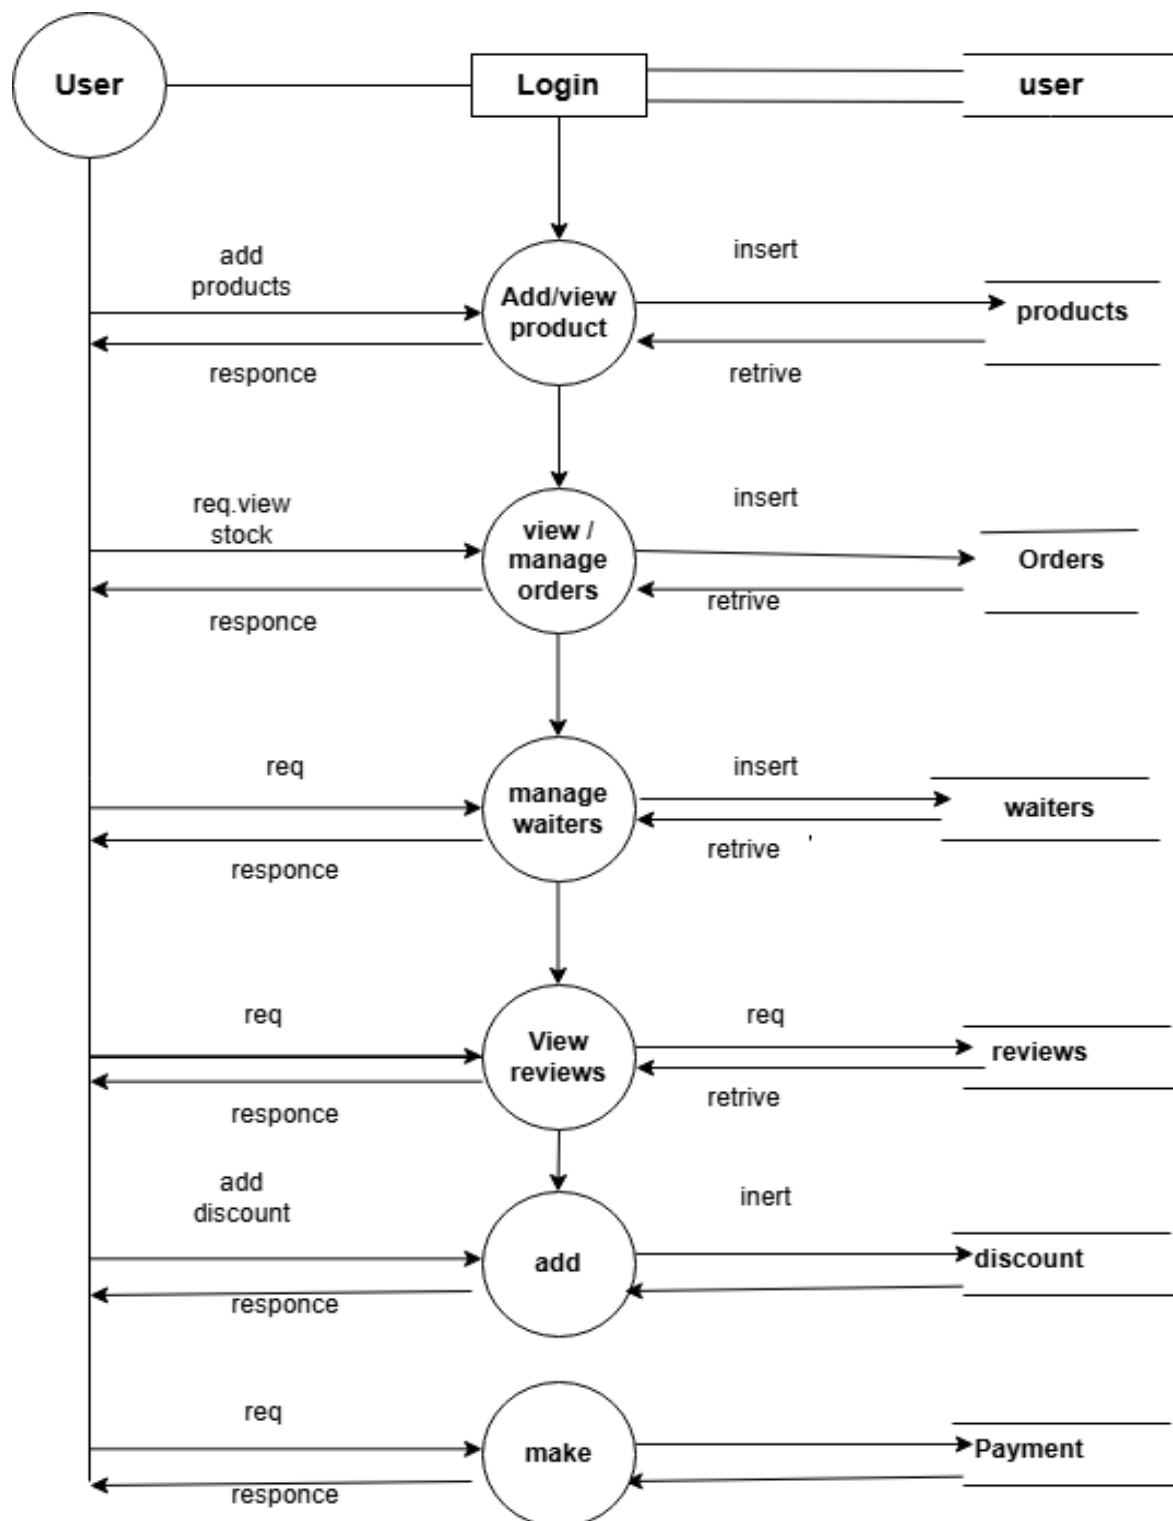 User
Login
user
add
products
insert
Add/view
product
products
responce
retrive
req.view
stock
insert
view /
manage
orders
Orders
responce
retrive
req
insert
manage
waiters
waiters
responce
retrive
req
req
View
reviews
reviews
responce
retrive
add
discount
inert
add
discount
responce
req
make
Payment
responce